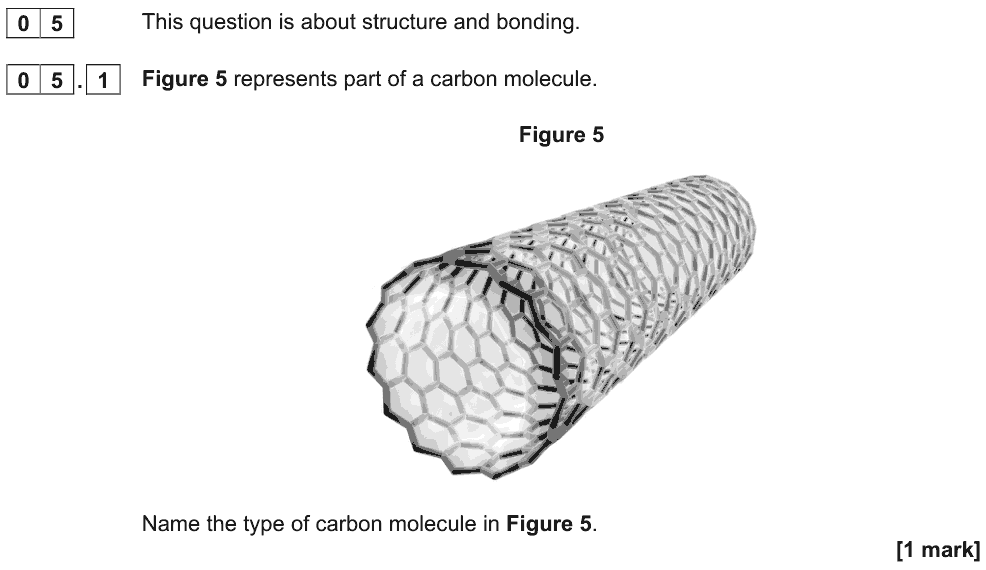 0 5 This question is about structure and bonding.
0 5 . 1 Figure 5 represents part of a carbon molecule.
Figure 5
Name the type of carbon molecule in Figure 5.
[1 mark]